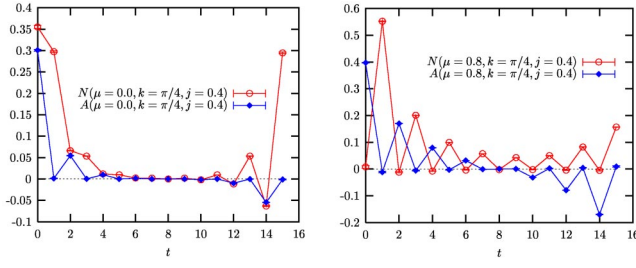 0.4
0.35
0.3
0.25
0.2
0.15
0.1
0.05
0
-0.05
-0.1
0 2 4 6 8 10 12 14 16
t
N(μ = 0.0, k = π/4, j = 0.4)
A(μ = 0.0, k = π/4, j = 0.4)
0.6
0.5
0.4
0.3
0.2
0.1
0
-0.1
-0.2
0 2 4 6 8 10 12 14 16
t
N(μ = 0.8, k = π/4, j = 0.4)
A(μ = 0.8, k = π/4, j = 0.4)